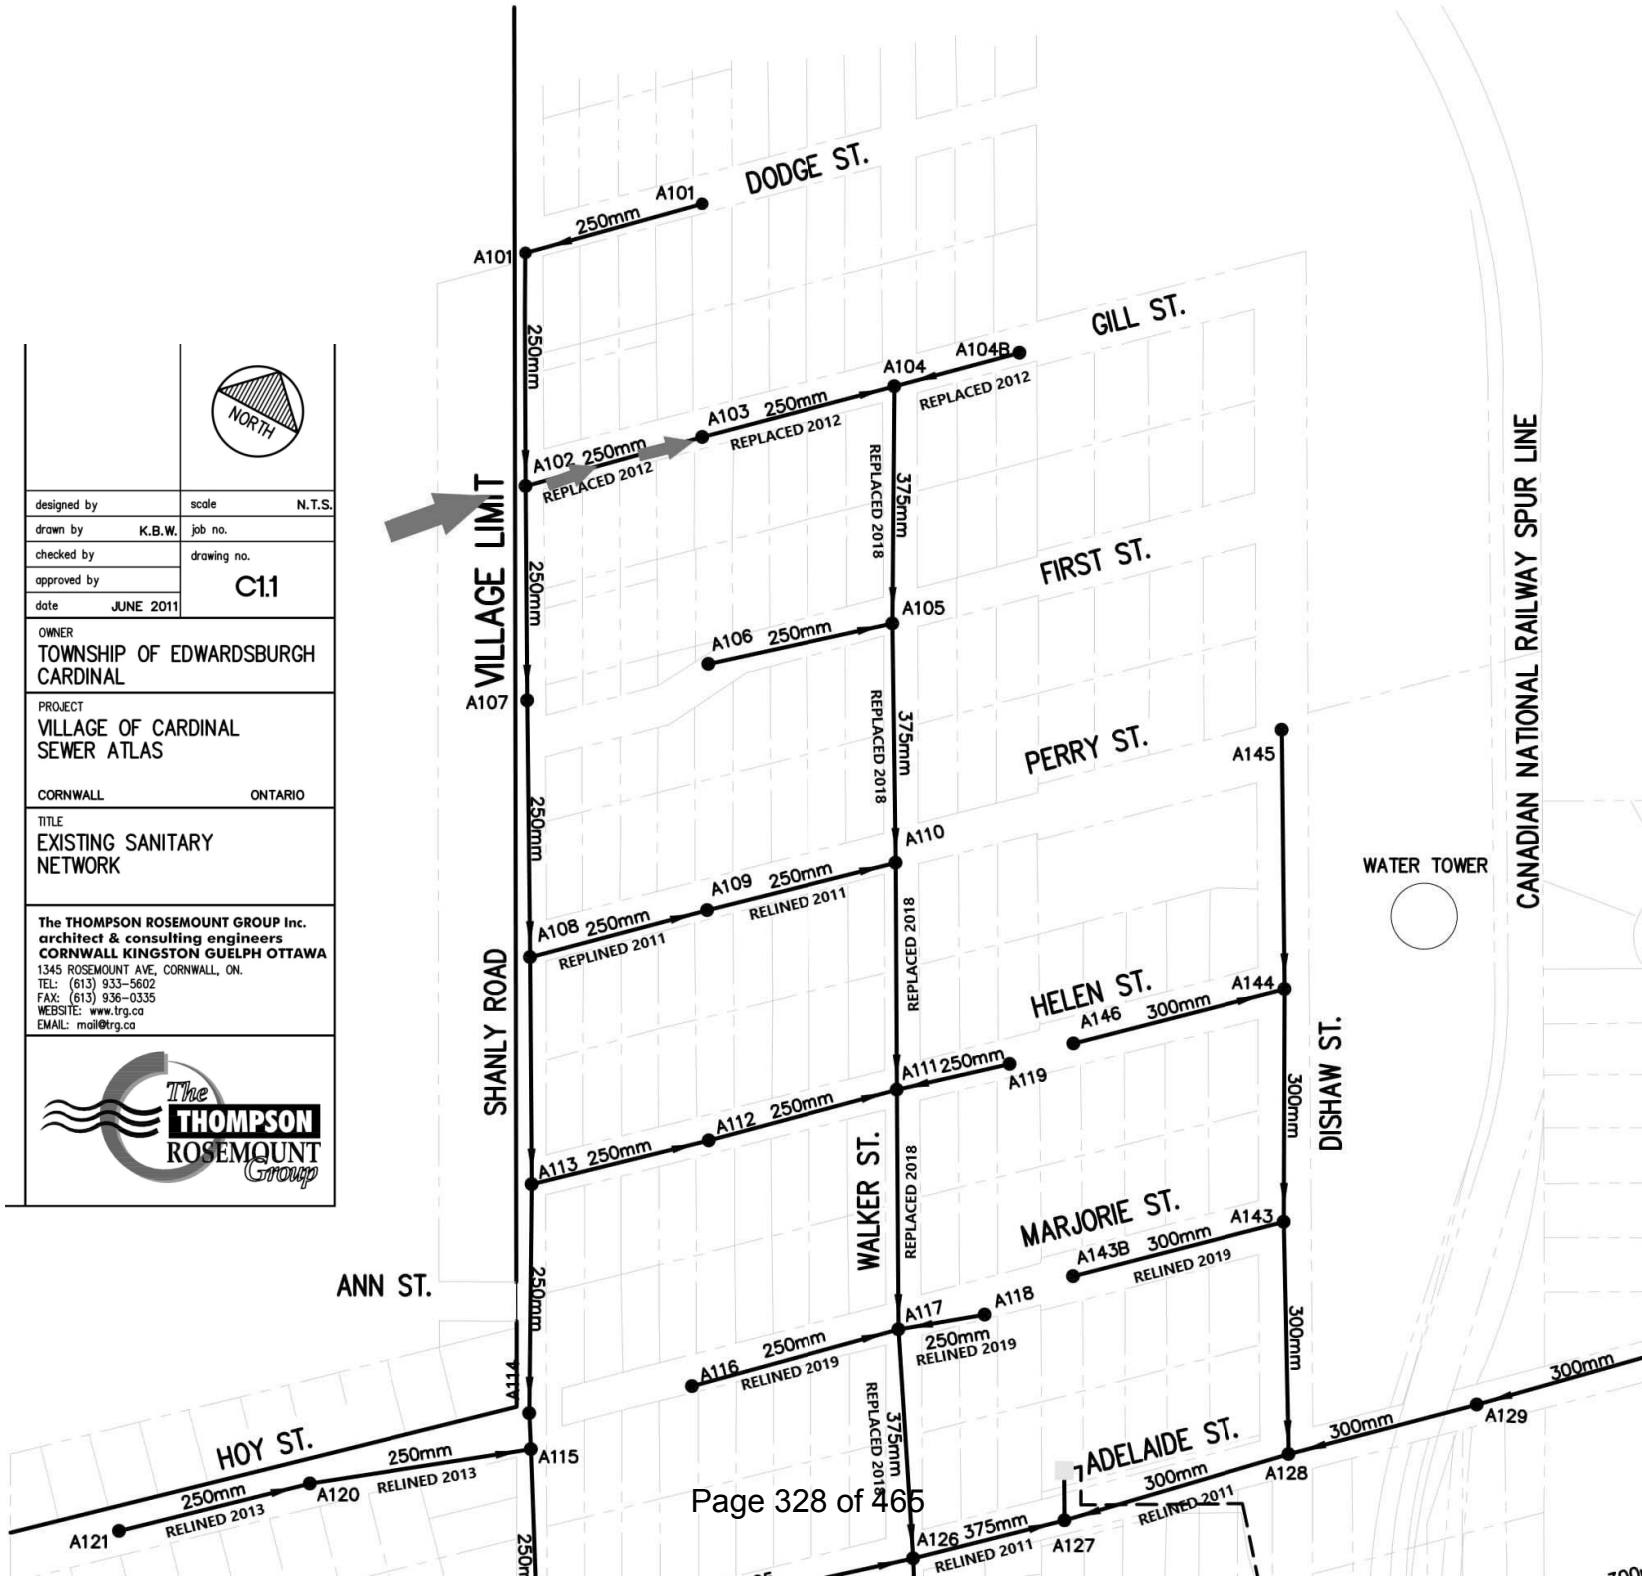 DODGE ST.
A101
250mm
A101
250mm
GILL ST.
A104B
A104
REPLACED 2012
A103 250mm
REPLACED 2012
A102 250mm
REPLACED 2012
NORTH
designed by
scale N.T.S.
drawn by K.B.W.
job no.
checked by
drawing no.
approved by
C1.1
date JUNE 2011
OWNER
TOWNSHIP OF EDWARDSBURGH
CARDINAL
PROJECT
VILLAGE OF CARDINAL
SEWER ATLAS
CORNWALL ONTARIO
TITLE
EXISTING SANITARY
NETWORK
The THOMPSON ROSEMOUNT GROUP Inc.
architect & consulting engineers
CORNWALL KINGSTON GUELPH OTTAWA
1345 ROSEMOUNT AVE, CORNWALL, ON.
TEL: (613) 933-5602
FAX: (613) 936-0335
WEBSITE: www.trg.ca
EMAIL: mail@trg.ca
The
THOMPSON
ROSEMOUNT
Group
VILLAGE LIMIT
250mm
375mm
REPLACED 2018
FIRST ST.
A105
A106 250mm
A107
375mm
REPLACED 2018
PERRY ST.
A145
CANADIAN NATIONAL RAILWAY SPUR LINE
250mm
A110
A109 250mm
RELINED 2011
A108 250mm
REPLINED 2011
WATER TOWER
REPLACED 2018
SHANLY ROAD
HELEN ST.
A144
A146 300mm
A111 250mm
A119
300mm
DISHAW ST.
A112 250mm
A113 250mm
WALKER ST.
REPLACED 2018
MARJORIE ST.
A143
A143B 300mm
RELINED 2019
ANN ST.
250mm
A118
A117
250mm
RELINED 2019
250mm
A116
RELINED 2019
300mm
A114
375mm
REPLACED 2018
300mm
A129
300mm
HOY ST.
250mm
A115
RELINED 2013
A120
250mm
RELINED 2013
A121
ADELAIDE ST.
300mm
A128
RELINED 2011
Page 328 of 465
A126 375mm
RELINED 2011
A127